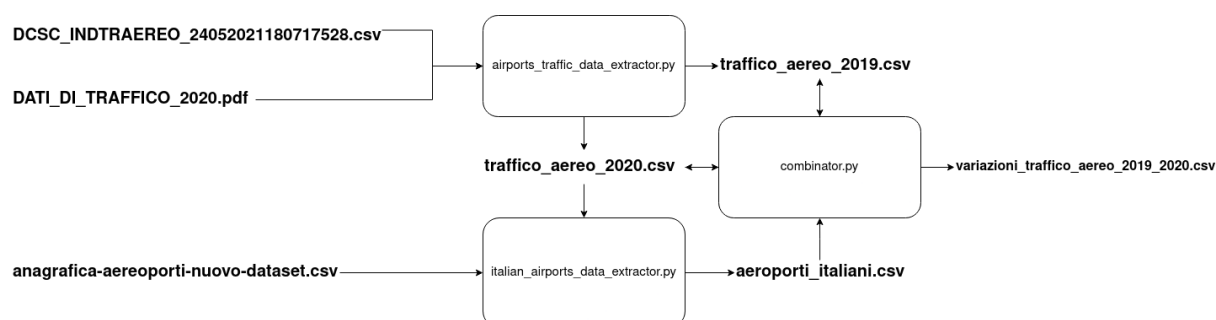 DCSC_INDTRAEREO_24052021180717528.csv
airports_traffic_data_extractor.py
traffico_aereo_2019.csv
DATI_DI_TRAFFICO_2020.pdf
traffico_aereo_2020.csv
combinator.py
variazioni_traffico_aereo_2019_2020.csv
anagrafica-aereoporti-nuovo-dataset.csv
italian_airports_data_extractor.py
aeroporti_italiani.csv